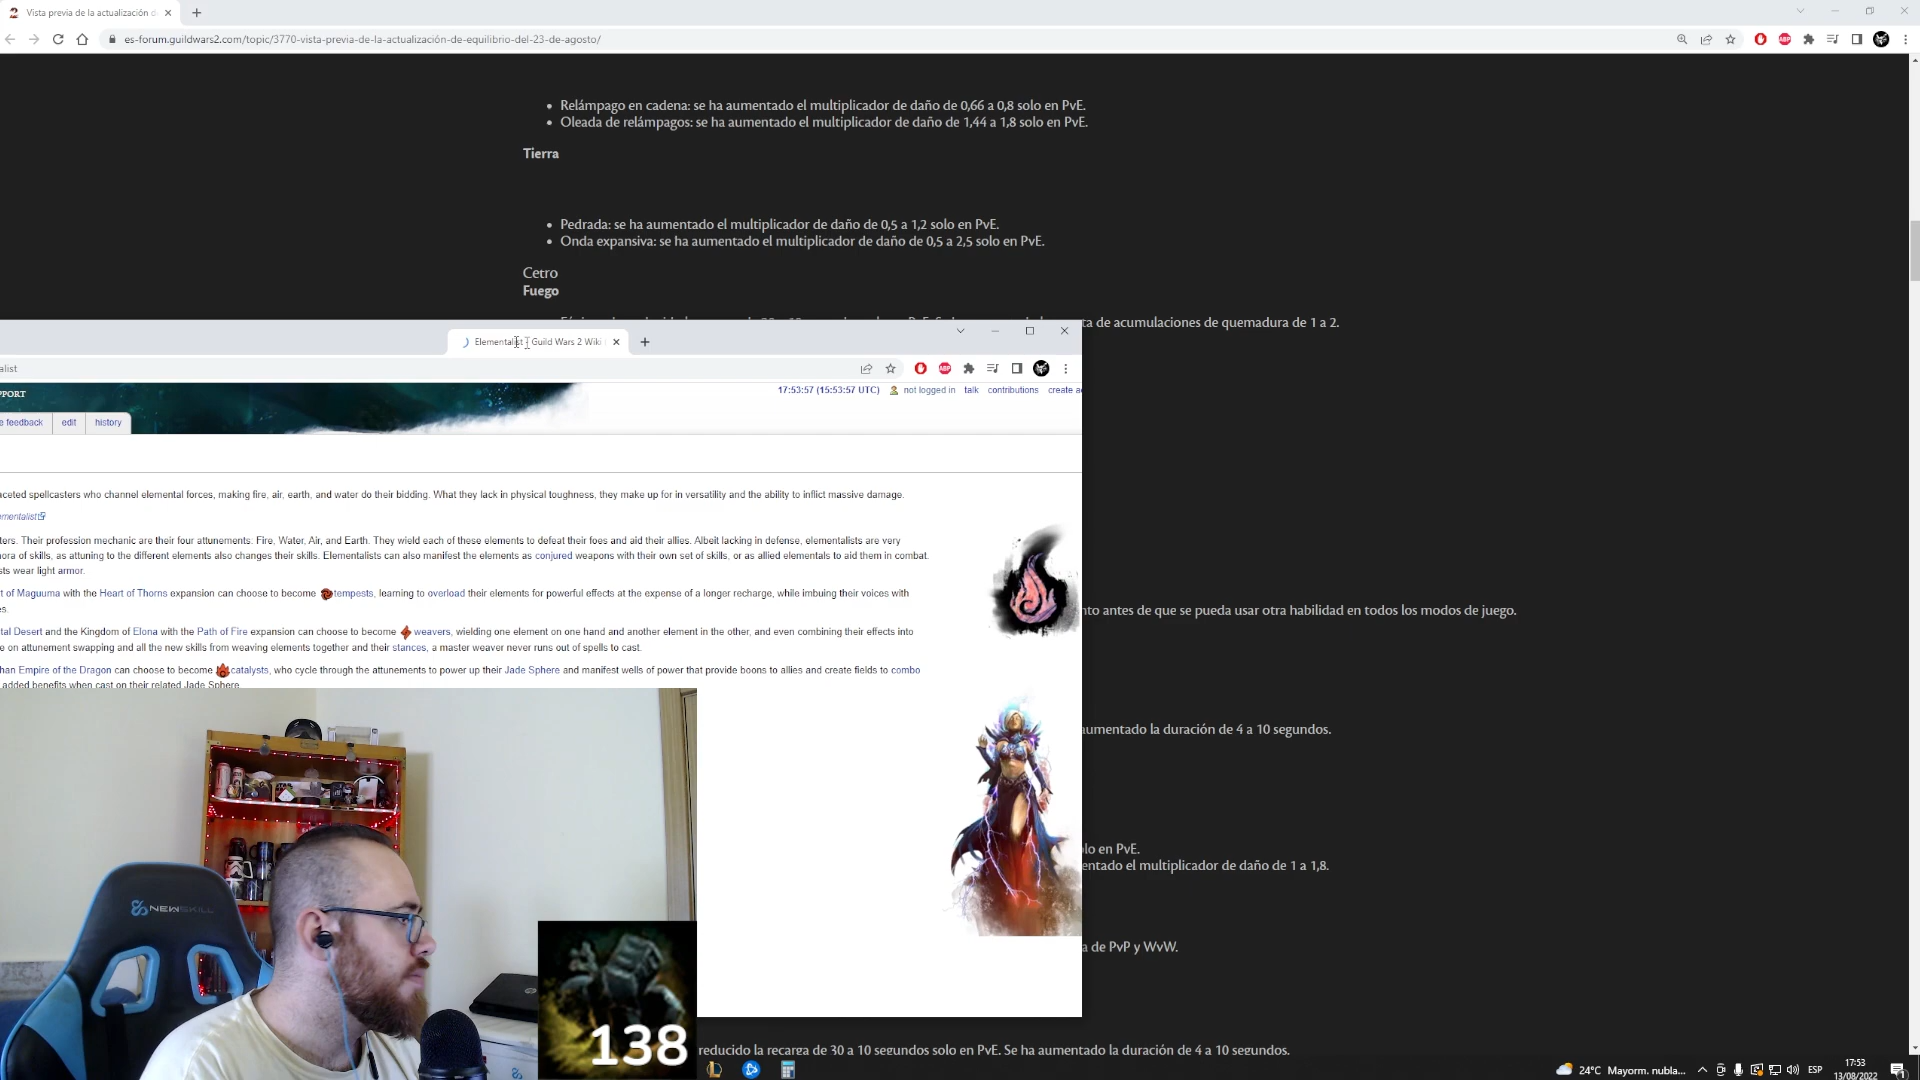 Vista previa de la actualización d
es-forum.guildwars2.com/topic/3770-vista-previa-de-la-actualización-de-equilibrio-del-23-de-agosto/
Relámpago en cadena: se ha aumentado el multiplicador de daño de 0,66 a 0,8 solo en PvE.
Oleada de relámpagos: se ha aumentado el multiplicador de daño de 1,44 a 1,8 solo en PvE.
Tierra
Pedrada: se ha aumentado el multiplicador de daño de 0,5 a 1,2 solo en PvE.
Onda expansiva: se ha aumentado el multiplicador de daño de 0,5 a 2,5 solo en PvE.
Cetro
Fuego
ta de acumulaciones de quemadura de 1 a 2.
Elementalist - Guild Wars 2 Wiki
alist
PPORT
17:53:57 (15:53:57 UTC) not logged in talk contributions create a
e feedback edit history
aceted spellcasters who channel elemental forces, making fire, air, earth, and water do their bidding. What they lack in physical toughness, they make up for in versatility and the ability to inflict massive damage.
ementalist
ters. Their profession mechanic are their four attunements: Fire, Water, Air, and Earth. They wield each of these elements to defeat their foes and aid their allies. Albeit lacking in defense, elementalists are very
ora of skills, as attuning to the different elements also changes their skills. Elementalists can also manifest the elements as conjured weapons with their own set of skills, or as allied elementals to aid them in combat.
sts wear light armor.
t of Maguuma with the Heart of Thorns expansion can choose to become tempests, learning to overload their elements for powerful effects at the expense of a longer recharge, while imbuing their voices with
es.
nto antes de que se pueda usar otra habilidad en todos los modos de juego.
tal Desert and the Kingdom of Elona with the Path of Fire expansion can choose to become weavers, wielding one element on one hand and another element in the other, and even combining their effects into
e on attunement swapping and all the new skills from weaving elements together and their stances, a master weaver never runs out of spells to cast.
than Empire of the Dragon can choose to become catalysts, who cycle through the attunements to power up their Jade Sphere and manifest wells of power that provide boons to allies and create fields to combo
added benefits when cast on their related Jade Sphere.
aumentado la duración de 4 a 10 segundos.
lo en PvE.
entado el multiplicador de daño de 1 a 1,8.
a de PvP y WvW.
NEWSKILL
138
reducido la recarga de 30 a 10 segundos solo en PvE. Se ha aumentado la duración de 4 a 10 segundos.
24°C Mayorm. nubla... ESP
17:53
13/08/2022